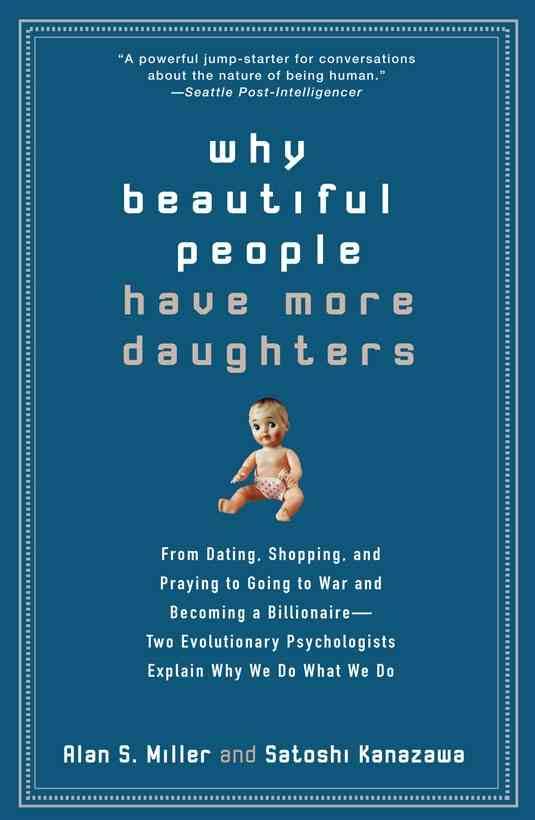 “A powerful jump-starter for conversations
about the nature of being human.”
—Seattle Post-Intelligencer
why
beautiful
people
have more
daughters
From Dating, Shopping, and
Praying to Going to War and
Becoming a Billionaire—
Two Evolutionary Psychologists
Explain Why We Do What We Do
Alan S. Miller and Satoshi Kanazawa